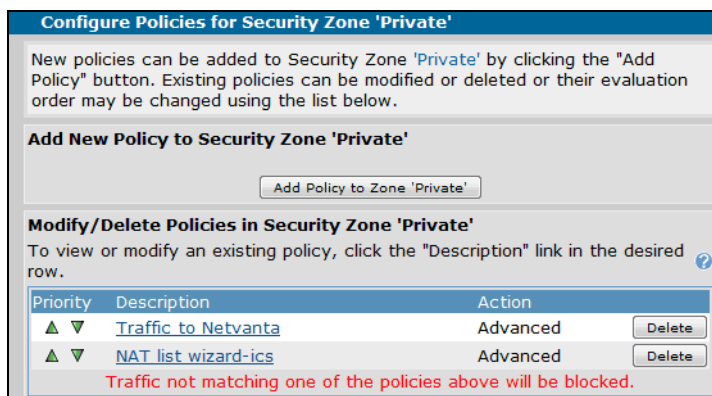 Configure Policies for Security Zone 'Private'
New policies can be added to Security Zone 'Private' by clicking the "Add
Policy" button. Existing policies can be modified or deleted or their evaluation
order may be changed using the list below.
Add New Policy to Security Zone 'Private'
Add Policy to Zone 'Private'
Modify/Delete Policies in Security Zone 'Private'
To view or modify an existing policy, click the "Description" link in the desired ?
row.
Priority Description Action
Traffic to Netvanta Advanced Delete
NAT list wizard-ics Advanced Delete
Traffic not matching one of the policies above will be blocked.